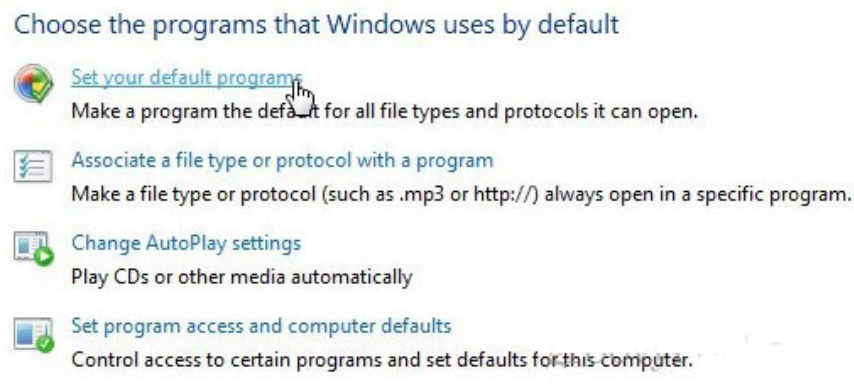 Choose the programs that Windows uses by default
Set your default programs
Make a program the default for all file types and protocols it can open.
Associate a file type or protocol with a program
Make a file type or protocol (such as .mp3 or http://) always open in a specific program.
Change AutoPlay settings
Play CDs or other media automatically
Set program access and computer defaults
Control access to certain programs and set defaults for this computer.